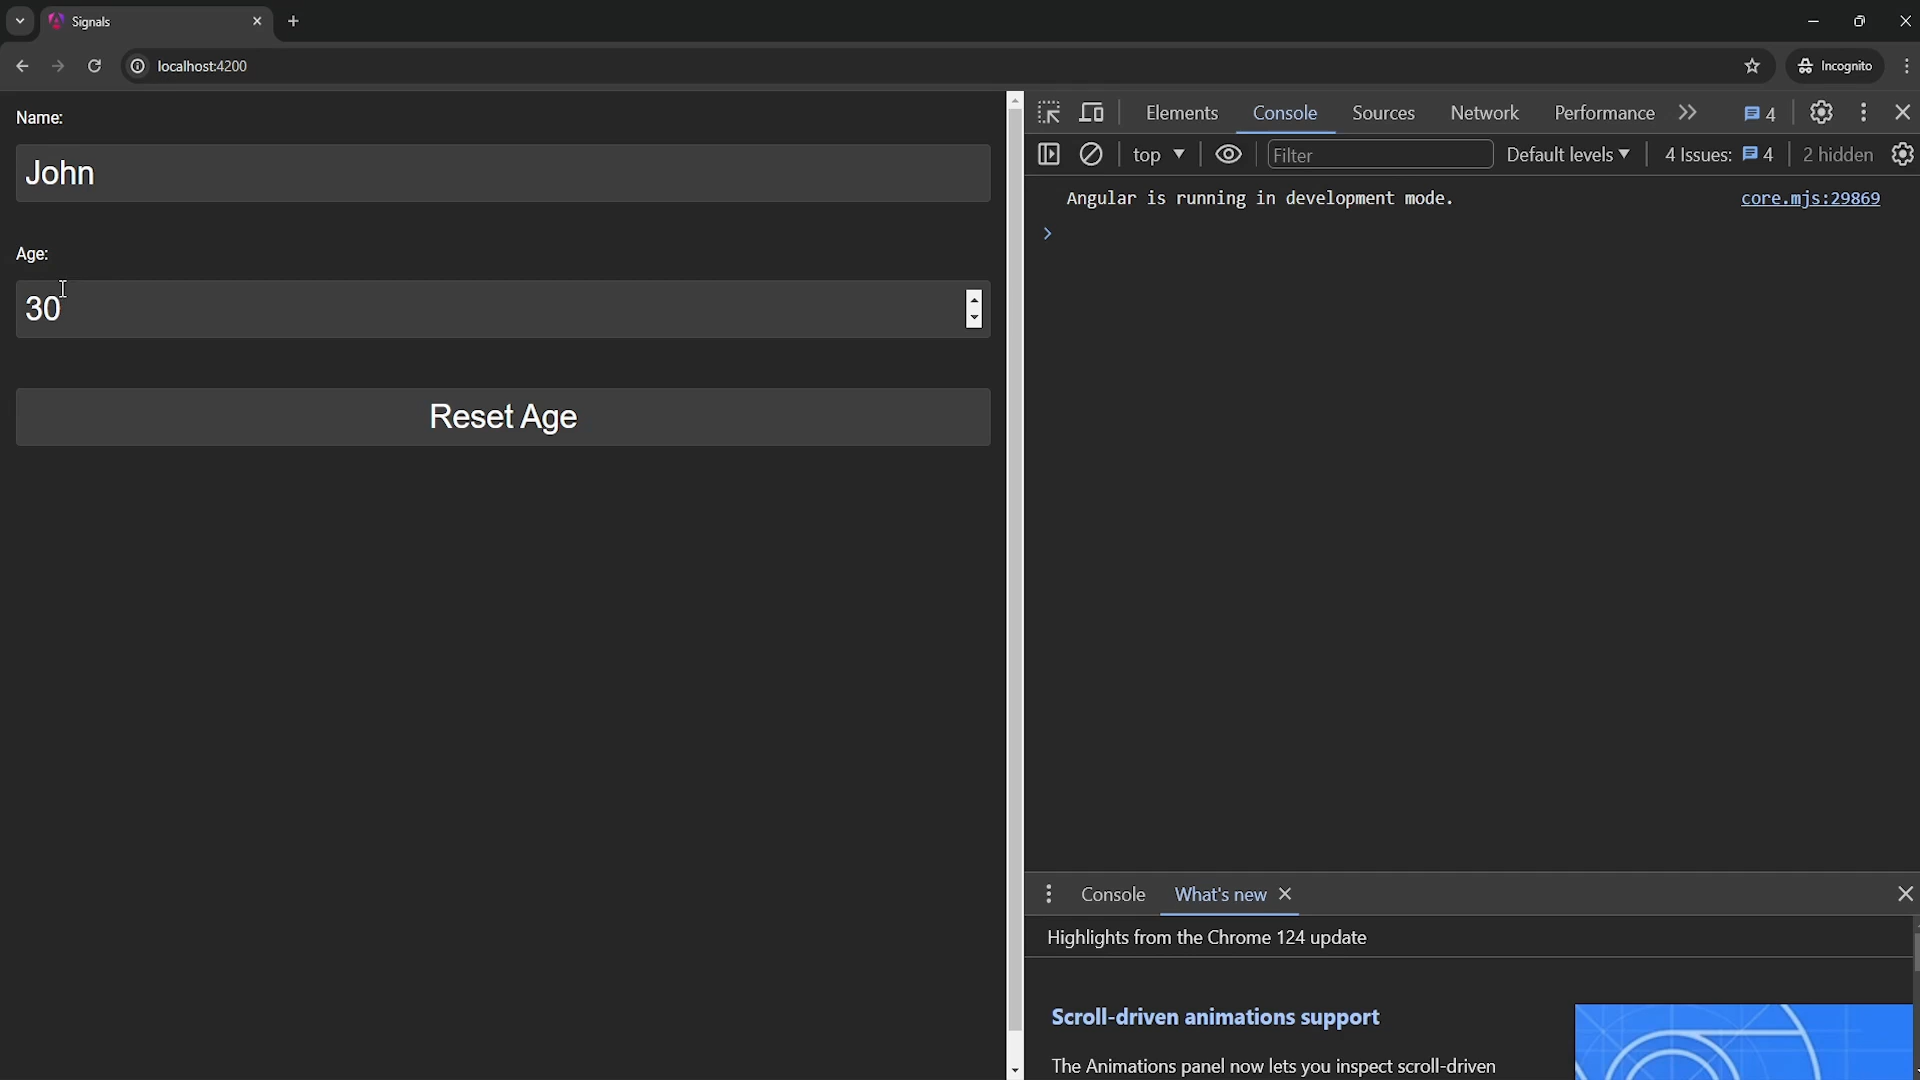 Signals
localhost:4200
Incognito
Name:
John
Age:
30
Reset Age
Elements
Console
Sources
Network
Performance
4
top
Filter
Default levels
4 Issues:
4
2 hidden
Angular is running in development mode.
core.mjs:29869
Console
What's new
Highlights from the Chrome 124 update
Scroll-driven animations support
The Animations panel now lets you inspect scroll-driven